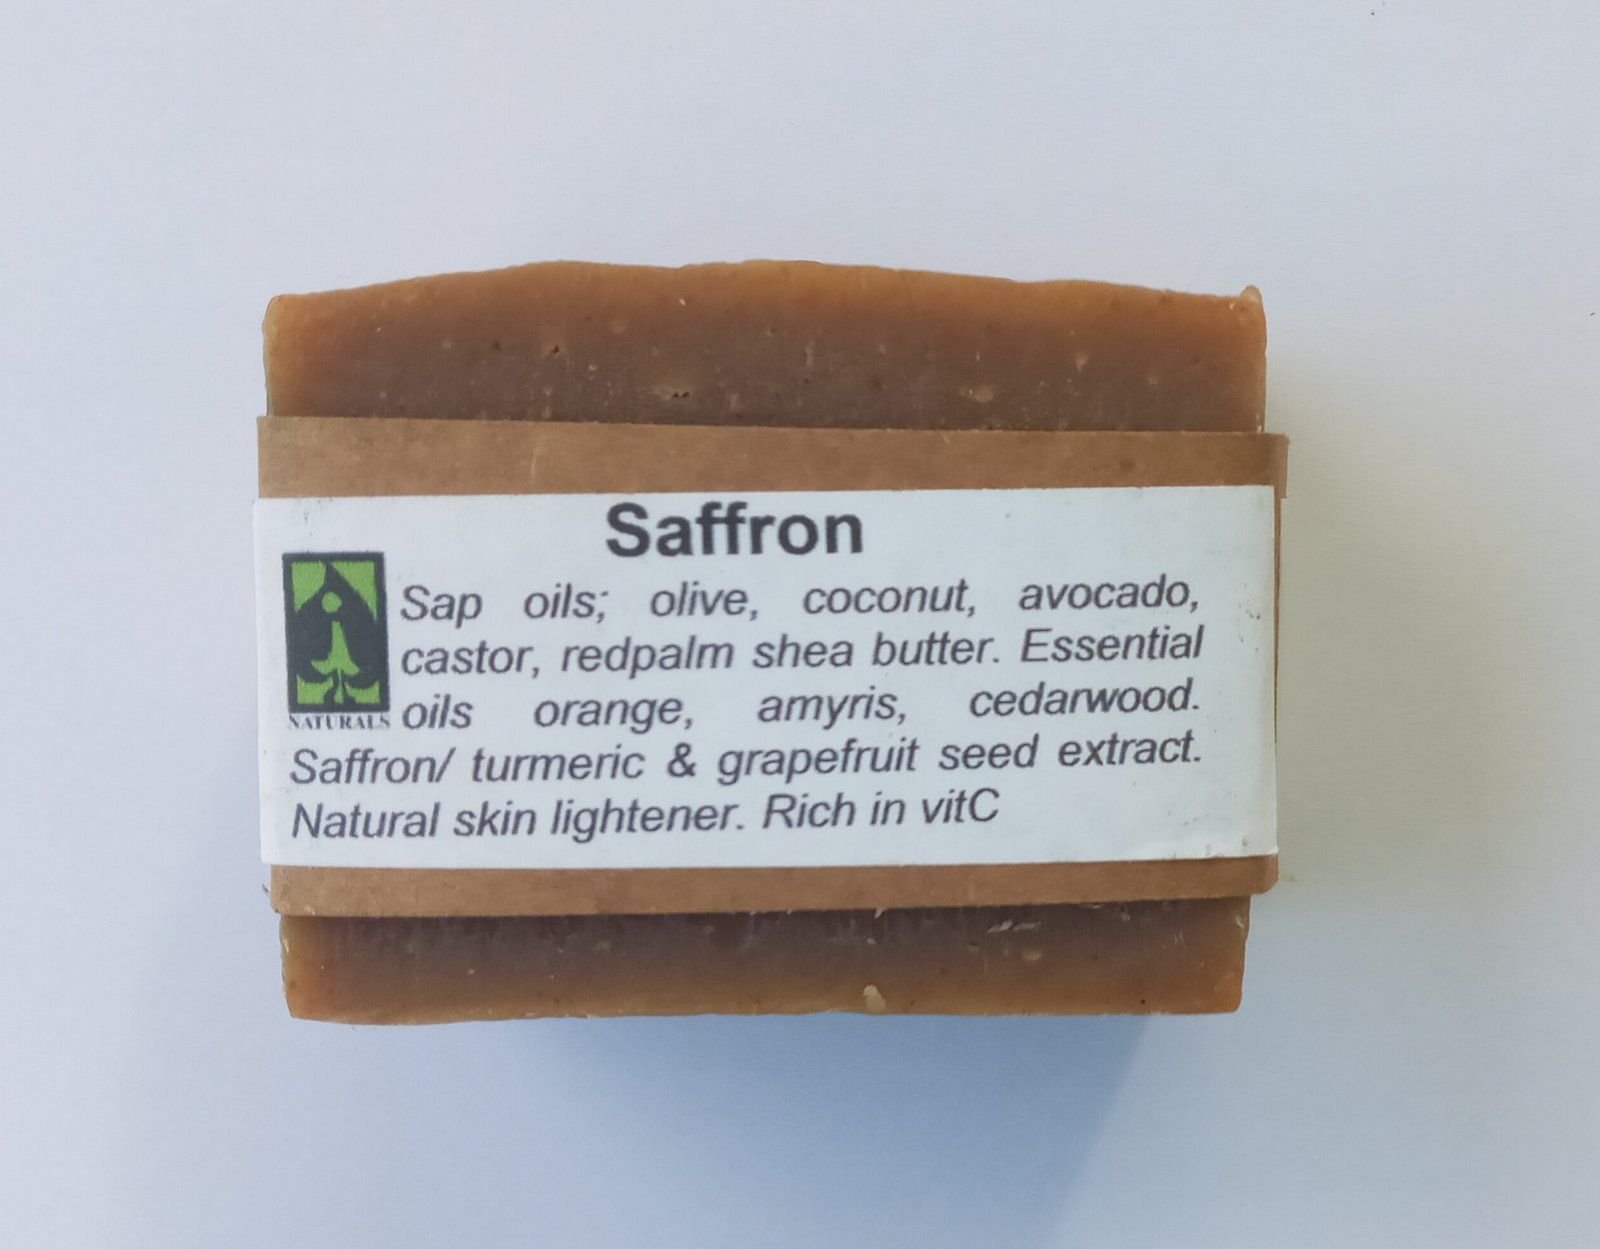 Saffron
Sap oils; olive, coconut, avocado,
castor, redpalm shea butter. Essential
oils orange, amyris, cedarwood.
NATURALS
Saffron/ turmeric & grapefruit seed extract.
Natural skin lightener. Rich in vitC